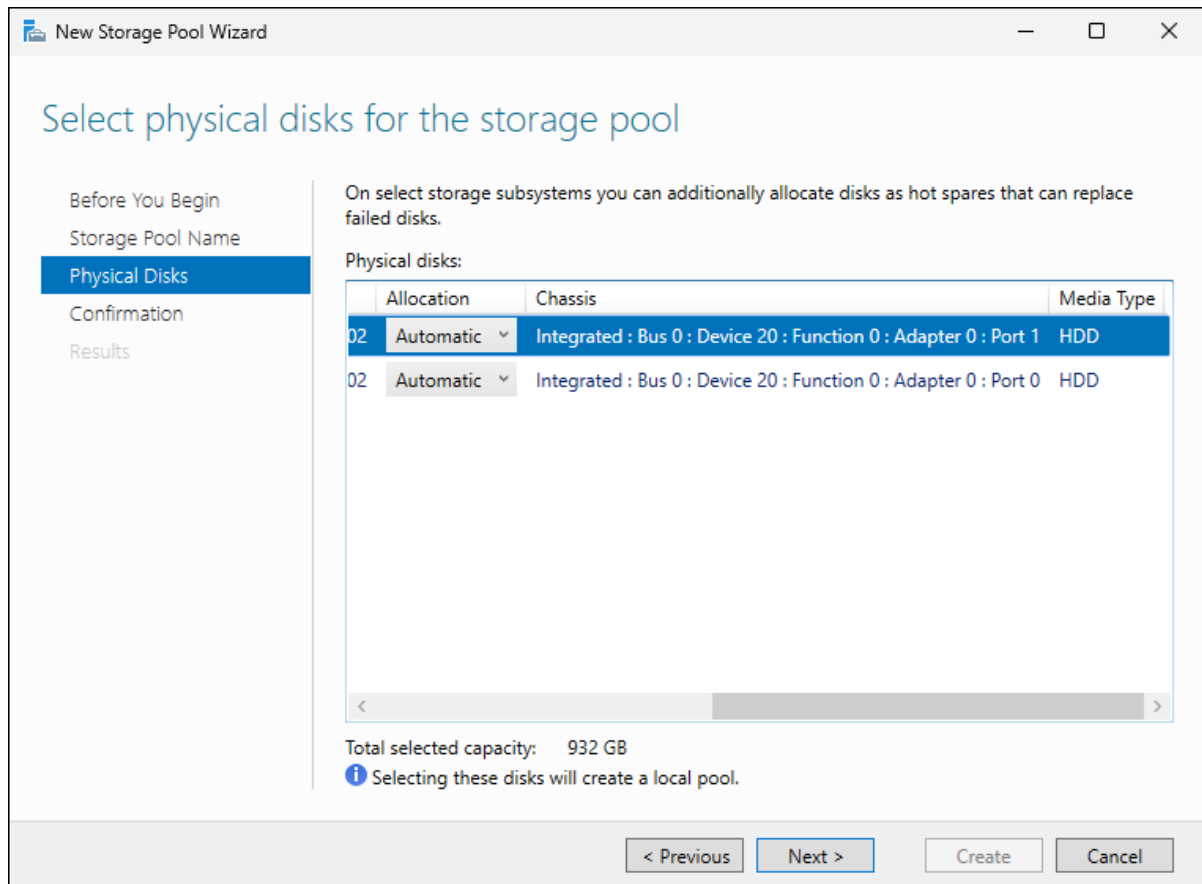 New Storage Pool Wizard
Select physical disks for the storage pool
Before You Begin
Storage Pool Name
Physical Disks
Confirmation
Results
On select storage subsystems you can additionally allocate disks as hot spares that can replace
failed disks.
Physical disks:
Allocation Chassis Media Type
02 Automatic Integrated : Bus 0 : Device 20 : Function 0 : Adapter 0 : Port 1 HDD
02 Automatic Integrated : Bus 0 : Device 20 : Function 0 : Adapter 0 : Port 0 HDD
Total selected capacity: 932 GB
Selecting these disks will create a local pool.
< Previous Next > Create Cancel